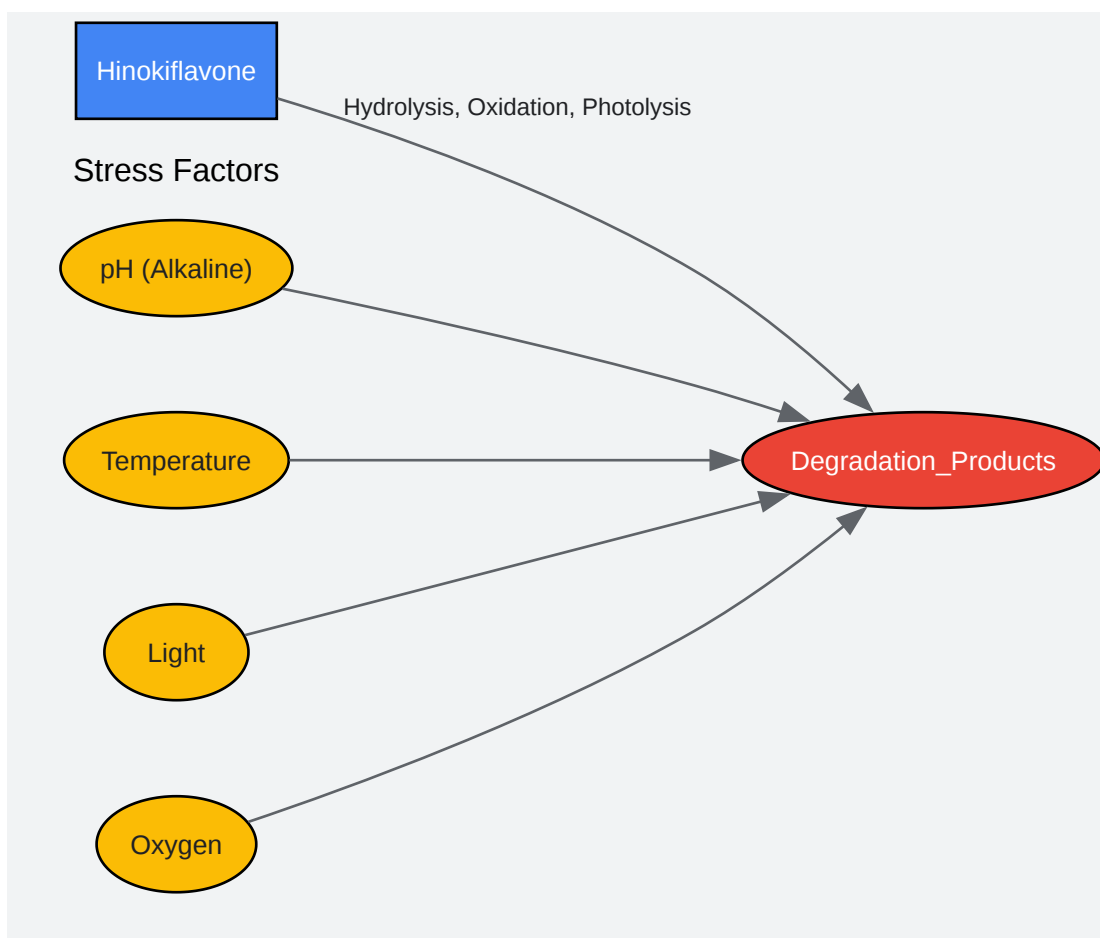 Hinokiflavone
Hydrolysis, Oxidation, Photolysis
Stress Factors
pH (Alkaline)
Temperature
Degradation_Products
Light
Oxygen